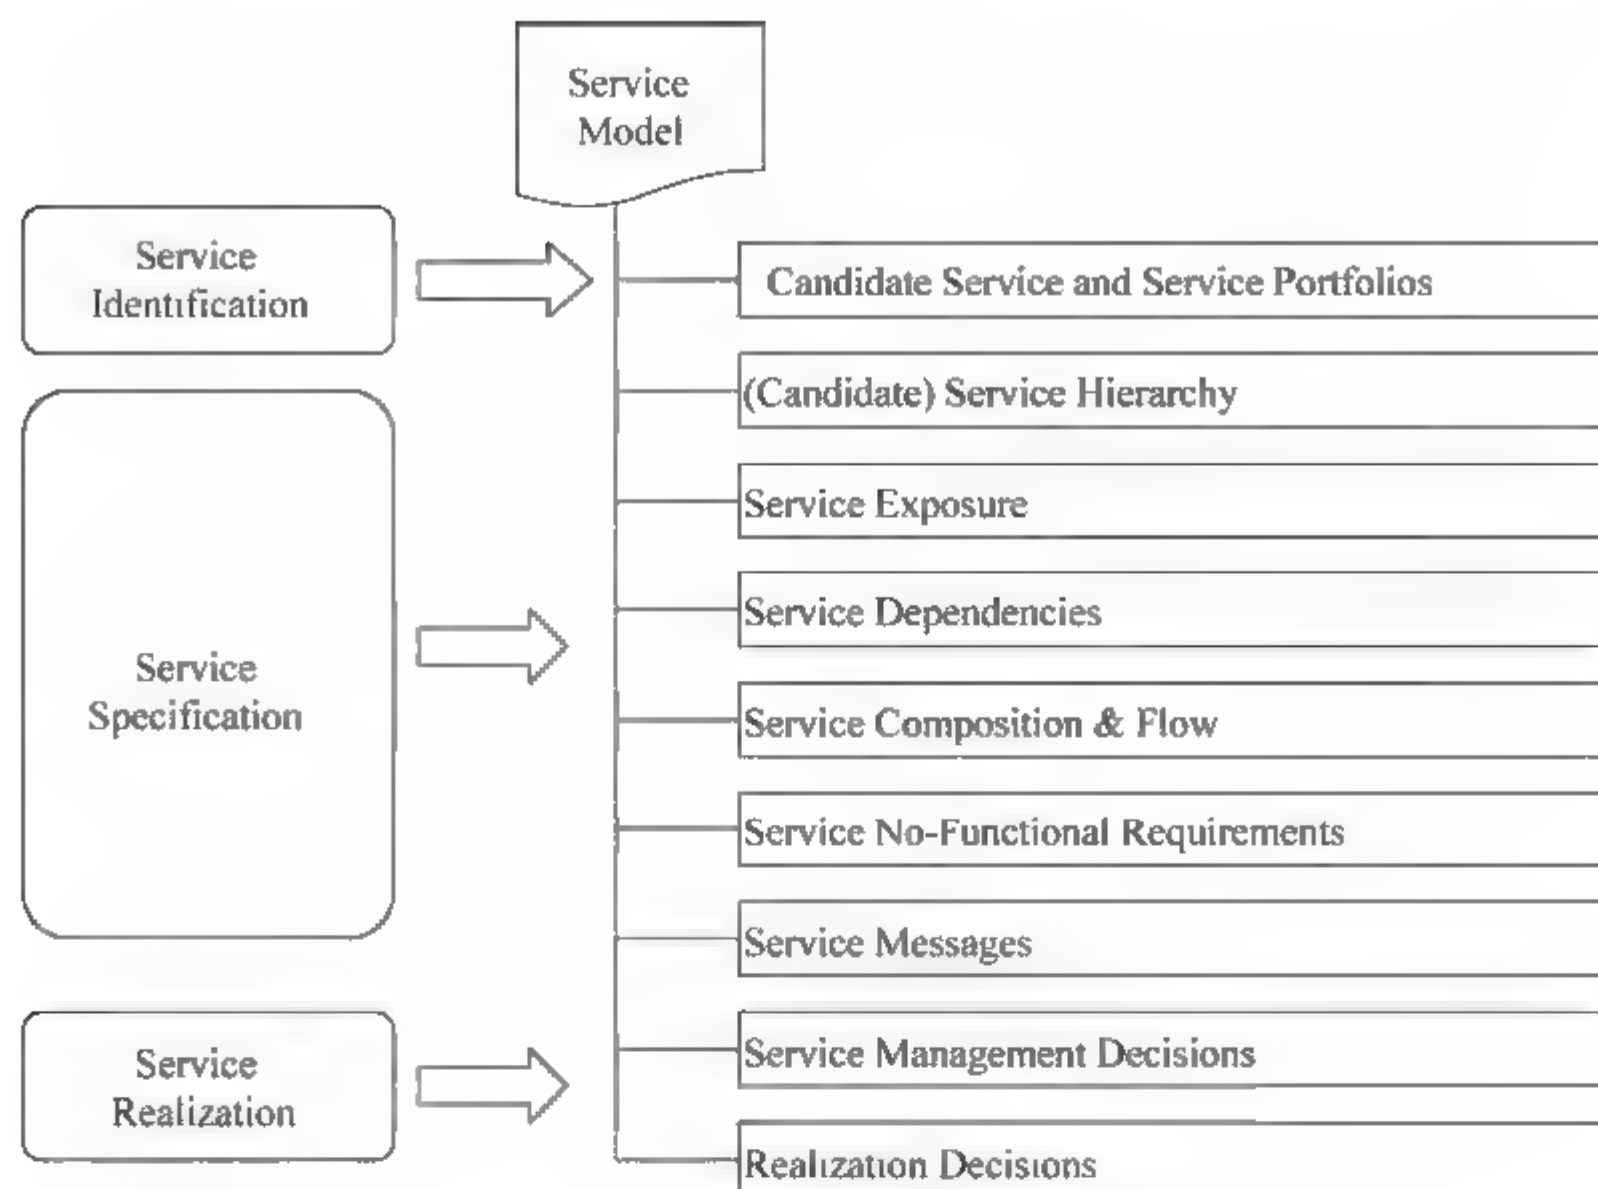 Service
Model
Service
Identification
Candidate Service and Service Portfolios
(Candidate) Service Hierarchy
Service Exposure
Service Dependencies
Service
Specification
Service Composition & Flow
Service No-Functional Requirements
Service Messages
Service
Realization
Service Management Decisions
Realization Decisions